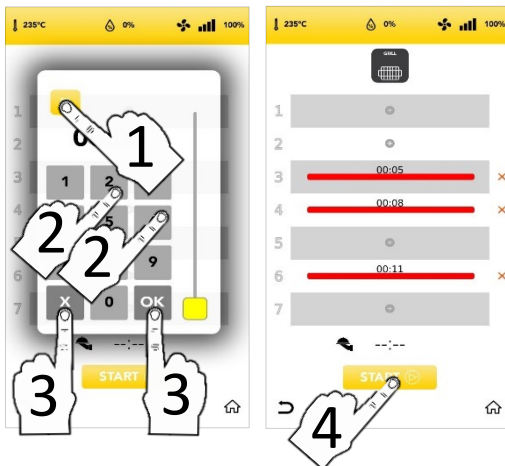 235°C 0% 100%
1
2 0
3 1 2
4 5
5
6 9
7 X 0 OK
--:--
START
1
2
2
3
3
235°C 0% 100%
GRILL
1
2
3 00:05 ×
4 00:08 ×
5
6 00:11 ×
7
--:--
START
4